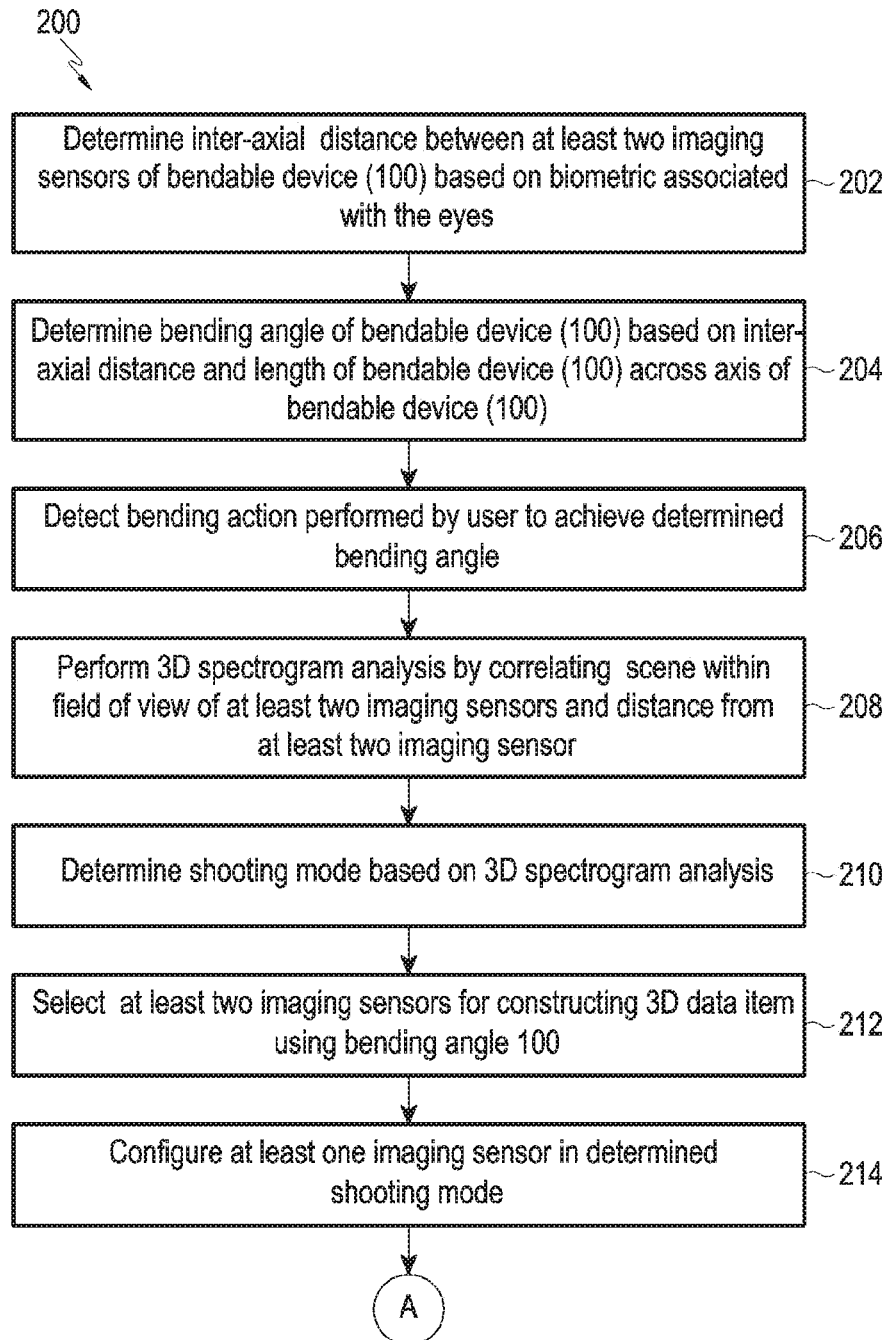 200
Determine inter-axial distance between at least two imaging
sensors of bendable device (100) based on biometric associated
with the eyes
202
Determine bending angle of bendable device (100) based on inter-
axial distance and length of bendable device (100) across axis of
bendable device (100)
204
Detect bending action performed by user to achieve determined
bending angle
206
Perform 3D spectrogram analysis by correlating scene within
field of view of at least two imaging sensors and distance from
at least two imaging sensor
208
Determine shooting mode based on 3D spectrogram analysis
210
Select at least two imaging sensors for constructing 3D data item
using bending angle 100
212
Configure at least one imaging sensor in determined
shooting mode
214
A